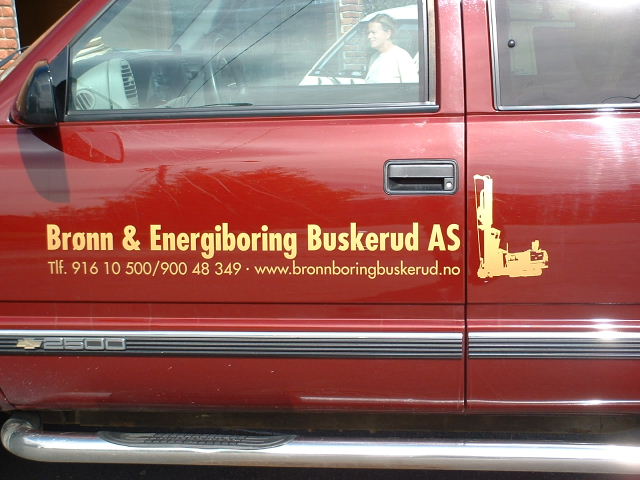 Brønn & Energiboring Buskerud AS
Tlf. 916 10 500/900 48 349 · www.bronnboringbuskerud.no
2500